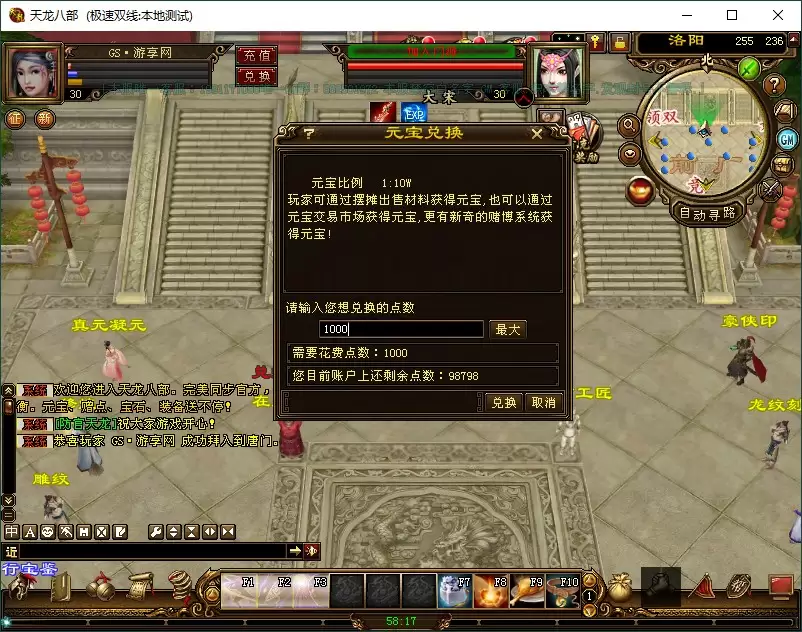 天龙八部 (极速双线:本地测试)
GS·游享网
充值
兑换
30
30
洛阳
255 236
北
大宋
EXP
征
新
GM
自动寻路
元宝兑换
元宝比例 1:10W
玩家可通过摆摊出售材料获得元宝,也可以通过
元宝交易市场获得元宝,更有新奇的赌博系统获
得元宝!
请输入您想兑换的点数
1000
最大
需要花费点数：1000
您目前账户上还剩余点数：98798
兑换
取消
真元凝元
豪侠印
工匠
龙纹刻
雕纹
系统 欢迎您进入天龙八部。完美同步官方,
衡。元宝、赠点、宝石、装备送不停!
系统 [防官天龙]祝大家游戏开心!
系统 恭喜玩家 GS·游享网 成功拜入到唐门。
中 A
近
行宝鉴
F1 F2 F3 F7 F8 F9 F10
1
58:17